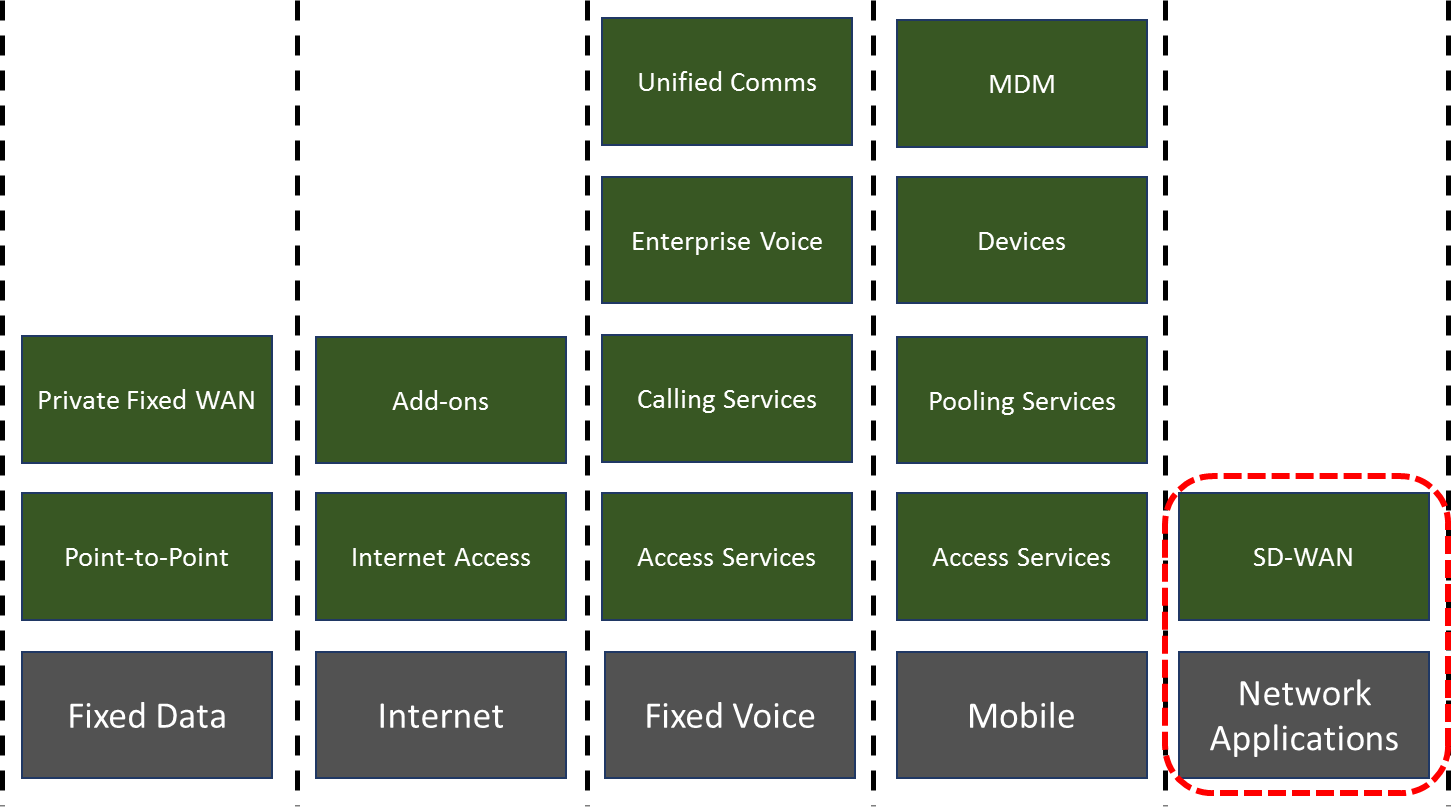 Unified Comms
MDM
Enterprise Voice
Devices
Private Fixed WAN
Add-ons
Calling Services
Pooling Services
Point-to-Point
Internet Access
Access Services
Access Services
SD-WAN
Fixed Data
Internet
Fixed Voice
Mobile
Network
Applications